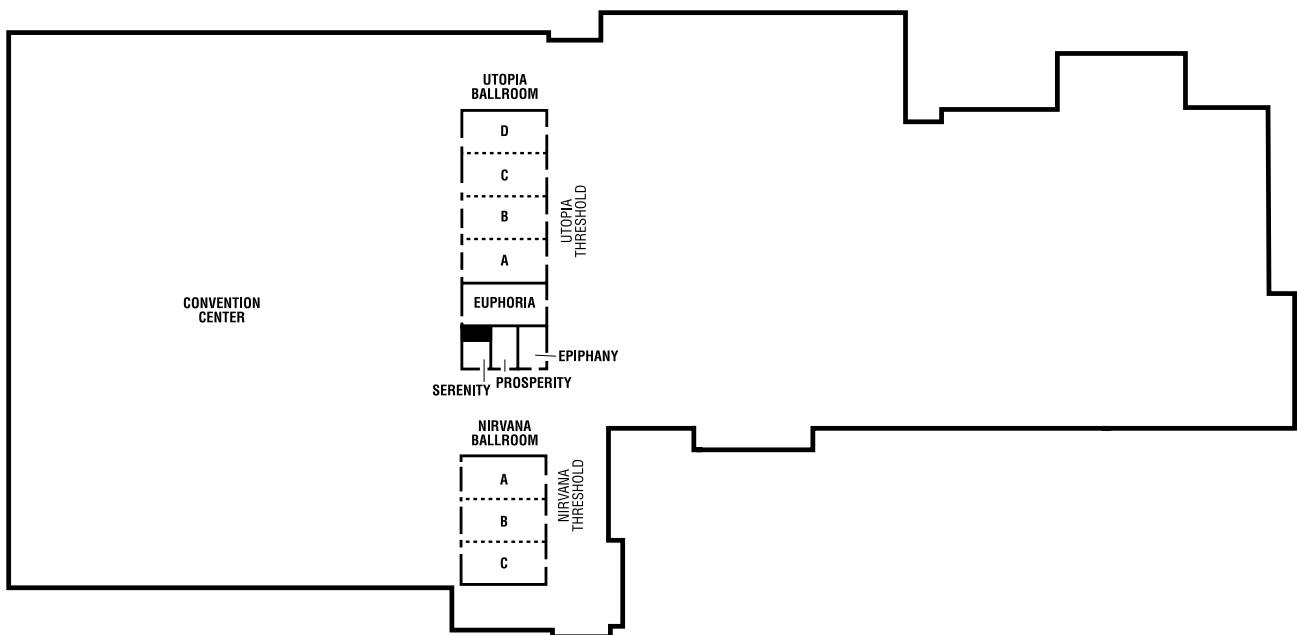 UTOPIA
BALLROOM
D
C
B
A
UTOPIA
THRESHOLD
EUPHORIA
CONVENTION
CENTER
EPIPHANY
PROSPERITY
SERENITY
NIRVANA
BALLROOM
A
B
C
NIRVANA
THRESHOLD